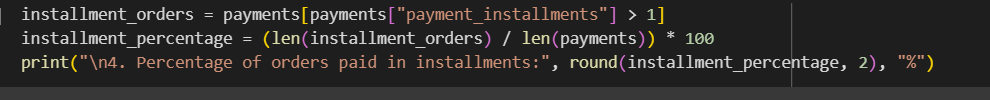 installment_orders = payments[payments["payment_installments"] > 1]
installment_percentage = (len(installment_orders) / len(payments)) * 100
print("\n4. Percentage of orders paid in installments:", round(installment_percentage, 2), "%")